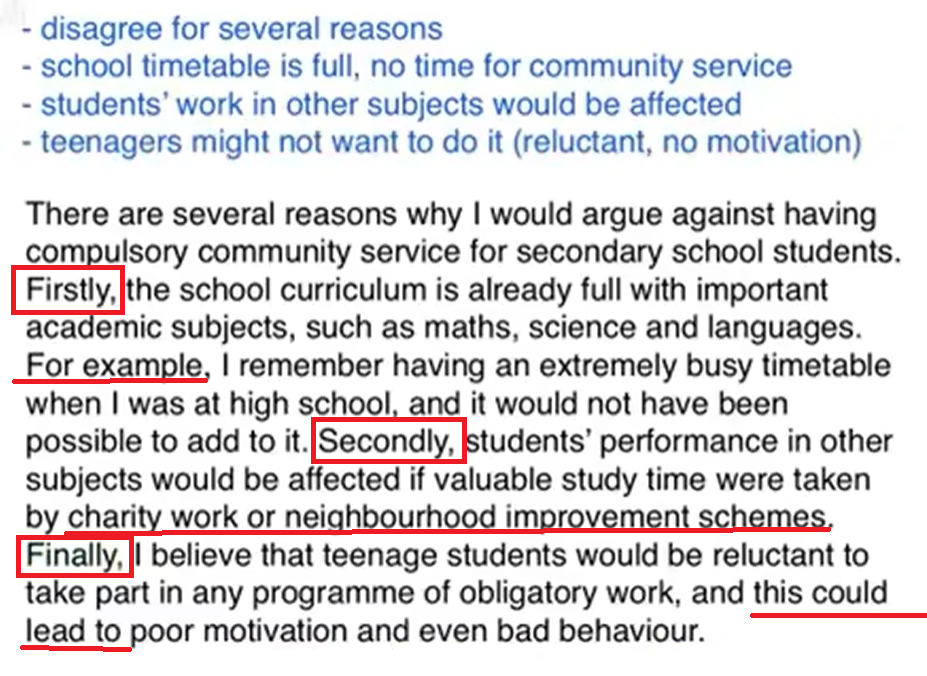 - disagree for several reasons
- school timetable is full, no time for community service
- students' work in other subjects would be affected
- teenagers might not want to do it (reluctant, no motivation)
There are several reasons why I would argue against having
compulsory community service for secondary school students.
Firstly, the school curriculum is already full with important
academic subjects, such as maths, science and languages.
For example, I remember having an extremely busy timetable
when I was at high school, and it would not have been
possible to add to it. Secondly, students' performance in other
subjects would be affected if valuable study time were taken
by charity work or neighbourhood improvement schemes.
Finally, I believe that teenage students would be reluctant to
take part in any programme of obligatory work, and this could
lead to poor motivation and even bad behaviour.